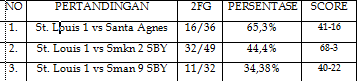 NO PERTANDINGAN 2FG PERSENTASE SCORE
1. St. Louis 1 vs Santa Agnes 16/36 65,3% 41-16
2. St. Louis 1 vs Smkn 2 SBY 32/49 44,4% 68-3
3. St. Louis 1 vs Sman 9 SBY 11/32 34,38% 40-22